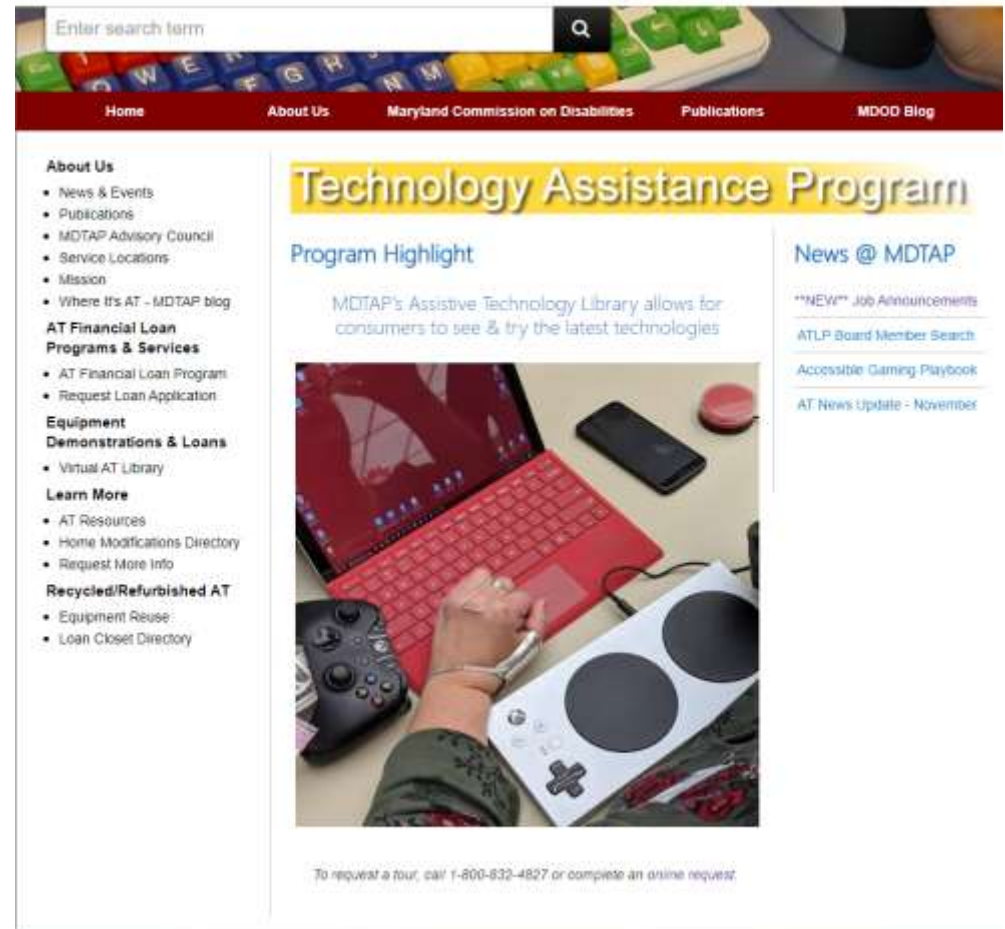 Enter search term
Q W E
F G H
N M
Home About Us Maryland Commission on Disabilities Publications MDOD Blog
About Us
News & Events
Publications
MDTAP Advisory Council
Service Locations
Mission
Where It's AT - MDTAP blog
AT Financial Loan
Programs & Services
AT Financial Loan Program
Request Loan Application
Equipment
Demonstrations & Loans
Virtual AT Library
Learn More
AT Resources
Home Modifications Directory
Request More Info
Recycled/Refurbished AT
Equipment Reuse
Loan Closet Directory
Technology Assistance Program
Program Highlight
MDTAP's Assistive Technology Library allows for
consumers to see & try the latest technologies
To request a tour, call 1-800-832-4827 or complete an online request.
News @ MDTAP
**NEW** Job Announcements
ATLP Board Member Search
Accessible Gaming Playbook
AT News Update - November